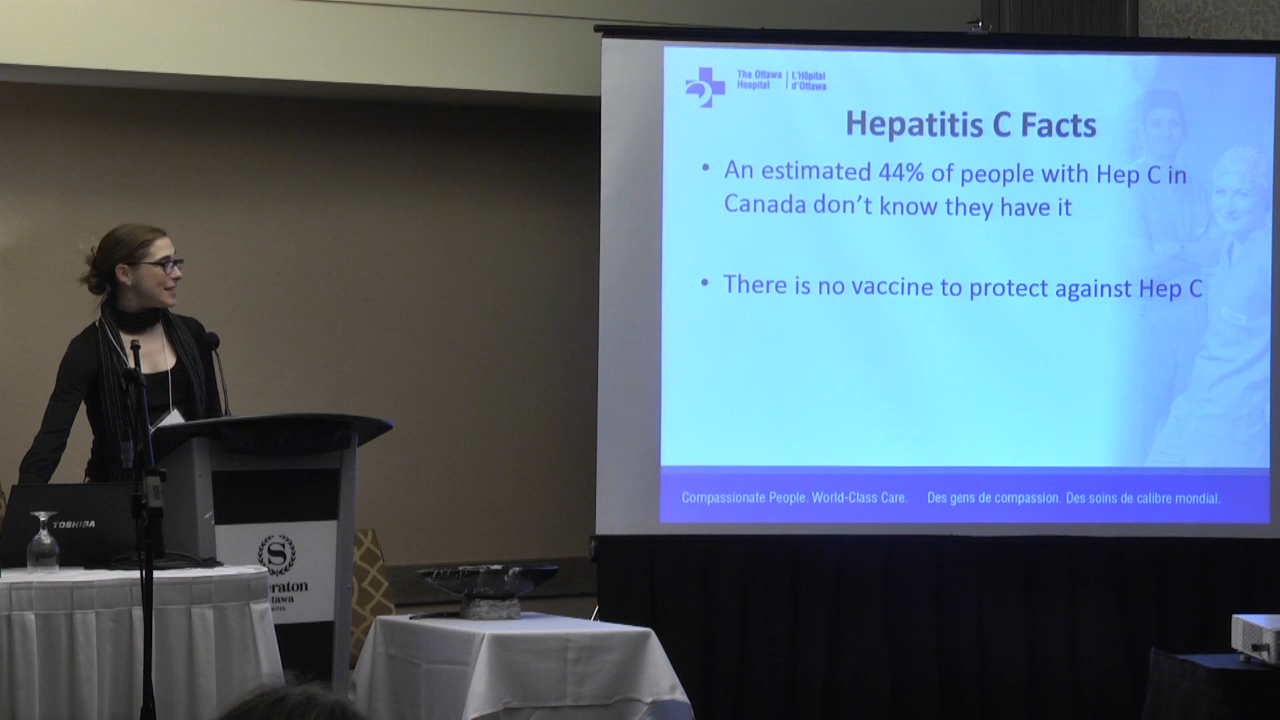 The Ottawa
Hospital
L'Hôpital
d'Ottawa
Hepatitis C Facts
• An estimated 44% of people with Hep C in
Canada don't know they have it
• There is no vaccine to protect against Hep C
Compassionate People. World-Class Care. Des gens de compassion. Des soins de calibre mondial.
TOSHIBA
S